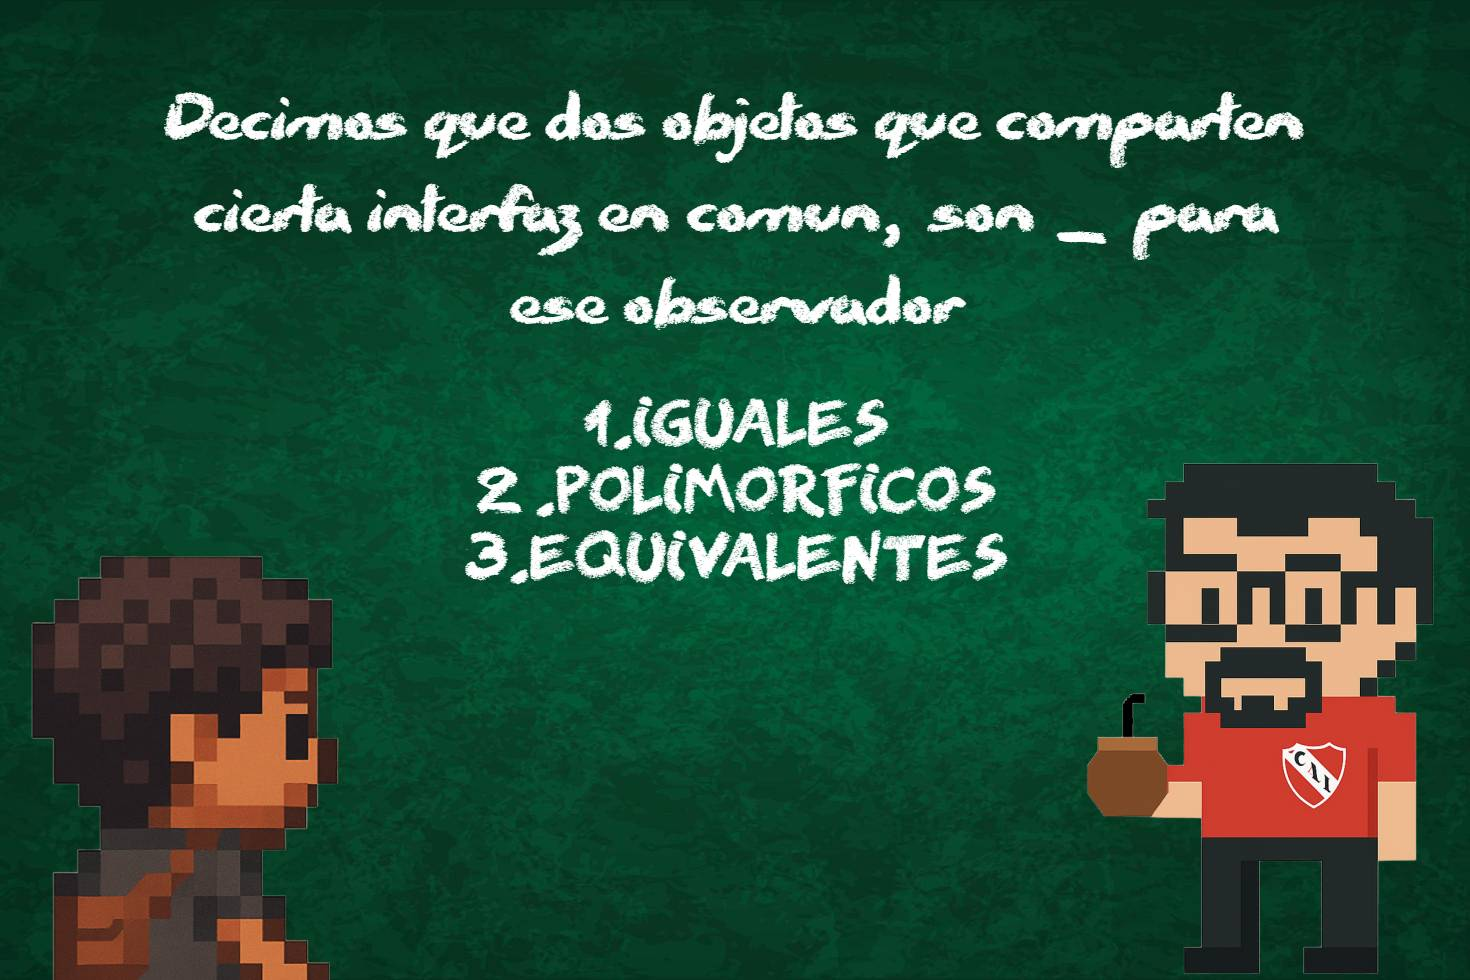 Decimos que dos objetos que comparten
cierta interfaz en comun, son _ para
ese observador
1.iGUALES
2.POLiMORFiCOS
3.EQUiVALENTES
CAI